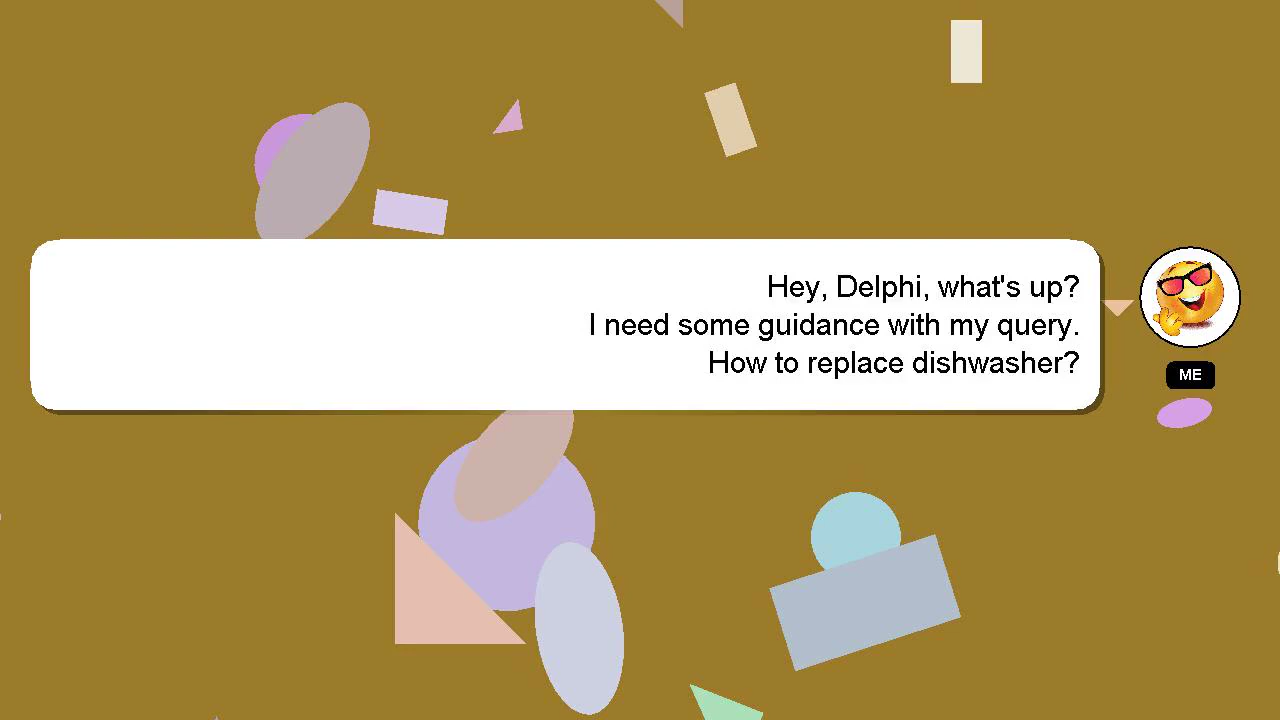 Hey, Delphi, what's up?
I need some guidance with my query.
How to replace dishwasher?
ME